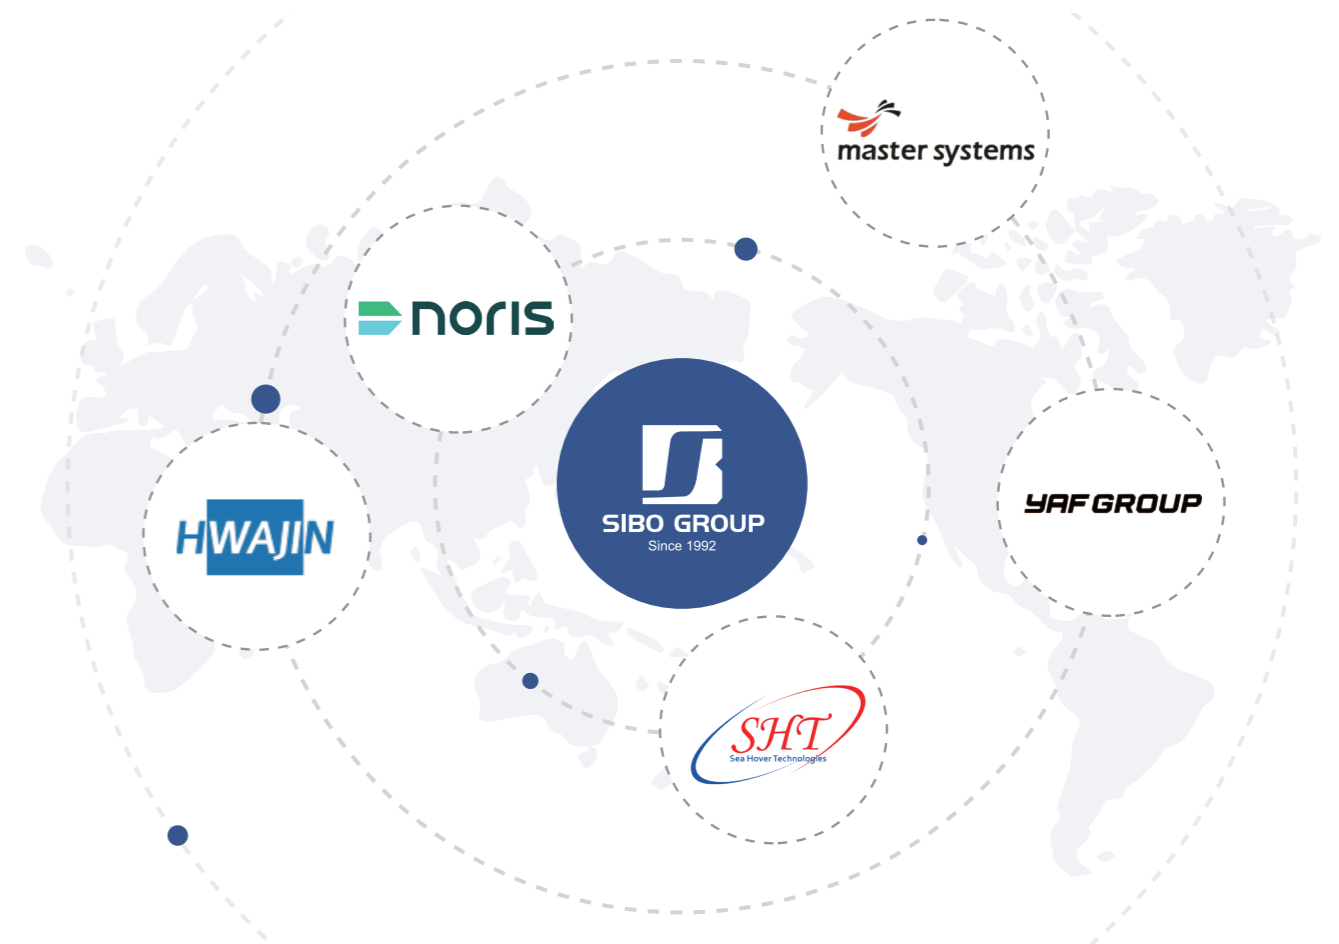 master systems
noris
SIBO GROUP
Since 1992
YAF GROUP
HWAJIN
SHT
Sea Hover Technologies